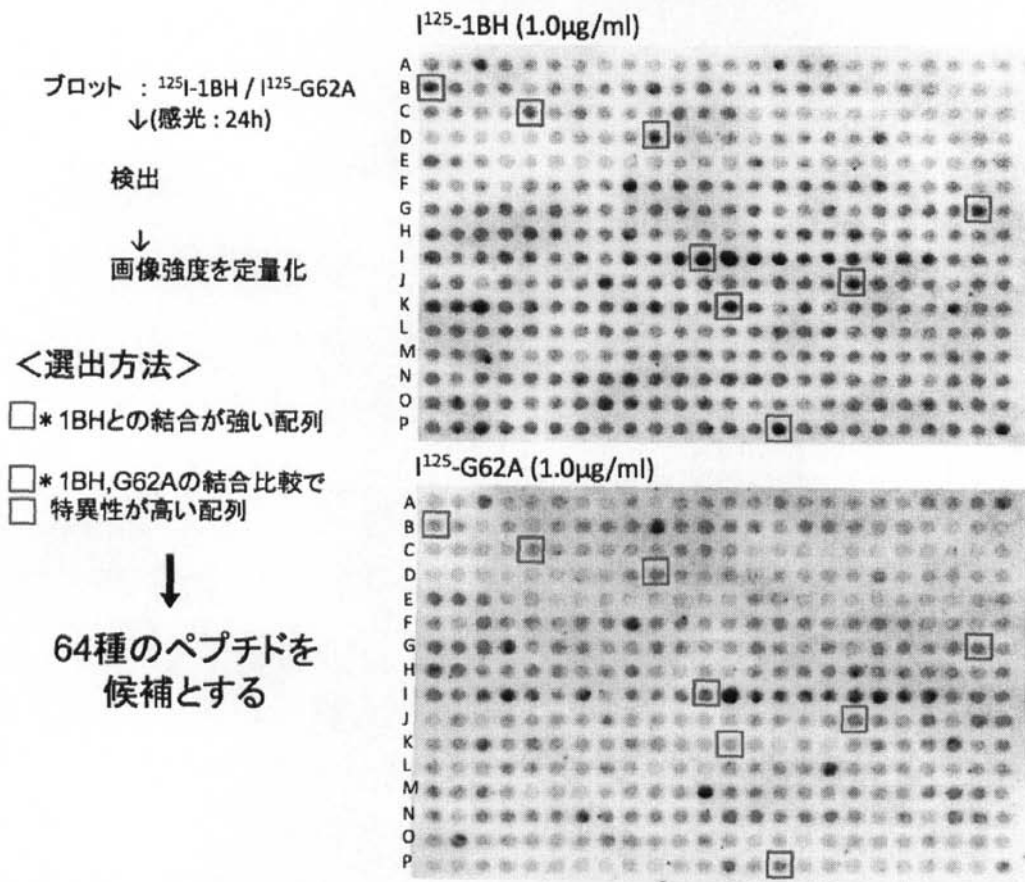 ブロット : ¹²⁵I-1BH / I¹²⁵-G62A
↓(感光 : 24h)
検出
↓
画像強度を定量化
<選出方法>
□* 1BHとの結合が強い配列
□* 1BH,G62Aの結合比較で
□ 特異性が高い配列
64種のペプチドを
候補とする
I¹²⁵-1BH (1.0μg/ml)
A
B
C
D
E
F
G
H
I
J
K
L
M
N
O
P
I¹²⁵-G62A (1.0μg/ml)
A
B
C
D
E
F
G
H
I
J
K
L
M
N
O
P